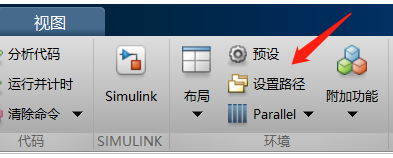 视图
分析代码
运行并计时
清除命令
代码
Simulink
SIMULINK
布局
预设
设置路径
Parallel
附加功能
环境